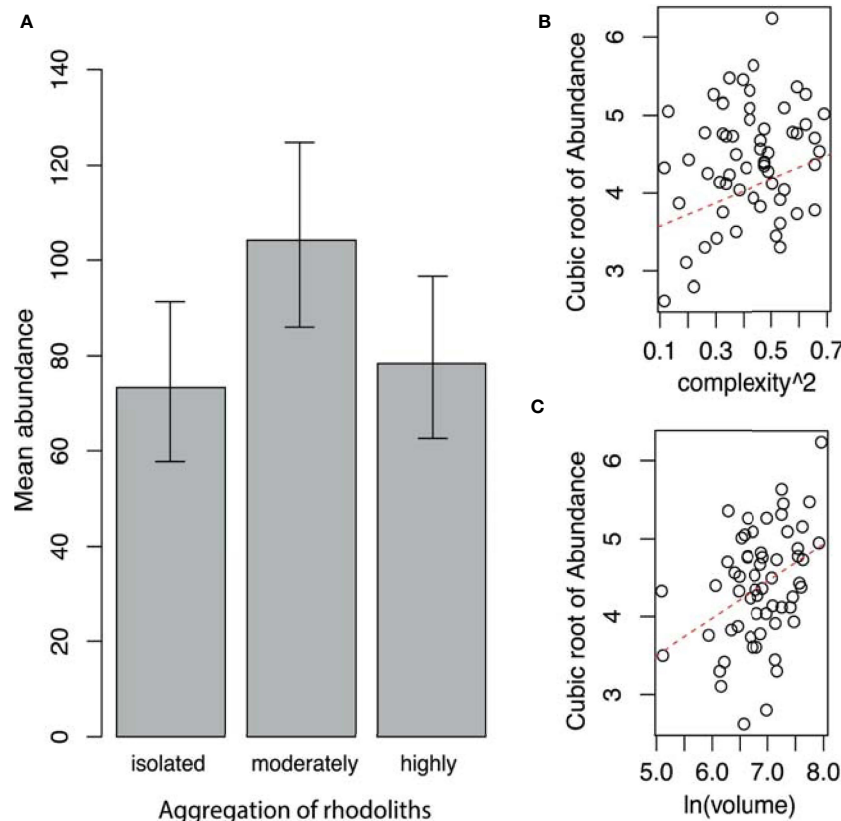 A
Mean abundance
140
120
100
80
60
40
20
0
isolated moderately highly
Aggregation of rhodoliths
B
Cubic root of Abundance
6
5
4
3
0.1 0.3 0.5 0.7
complexity^2
C
Cubic root of Abundance
6
5
4
3
5.0 6.0 7.0 8.0
ln(volume)